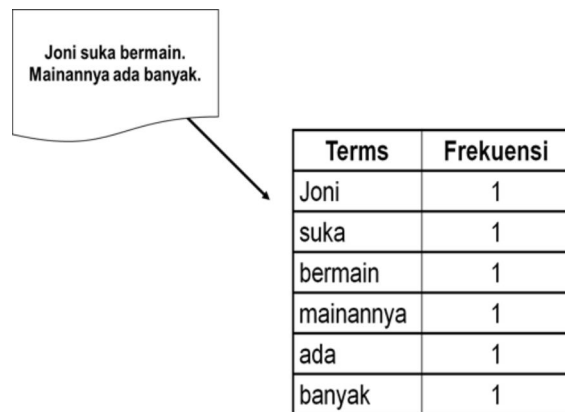 Joni suka bermain.
Mainannya ada banyak.
Terms Frekuensi
Joni 1
suka 1
bermain 1
mainannya 1
ada 1
banyak 1